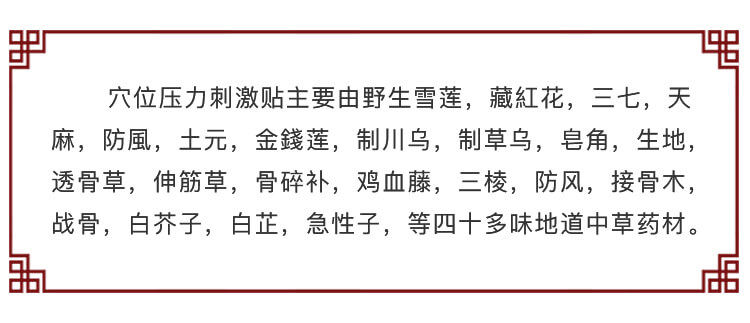 穴位压力刺激贴主要由野生雪莲，藏紅花，三七，天
麻，防風，土元，金錢莲，制川乌，制草乌，皂角，生地，
透骨草，伸筋草，骨碎补，鸡血藤，三棱，防风，接骨木，
战骨，白芥子，白芷，急性子，等四十多味地道中草药材。